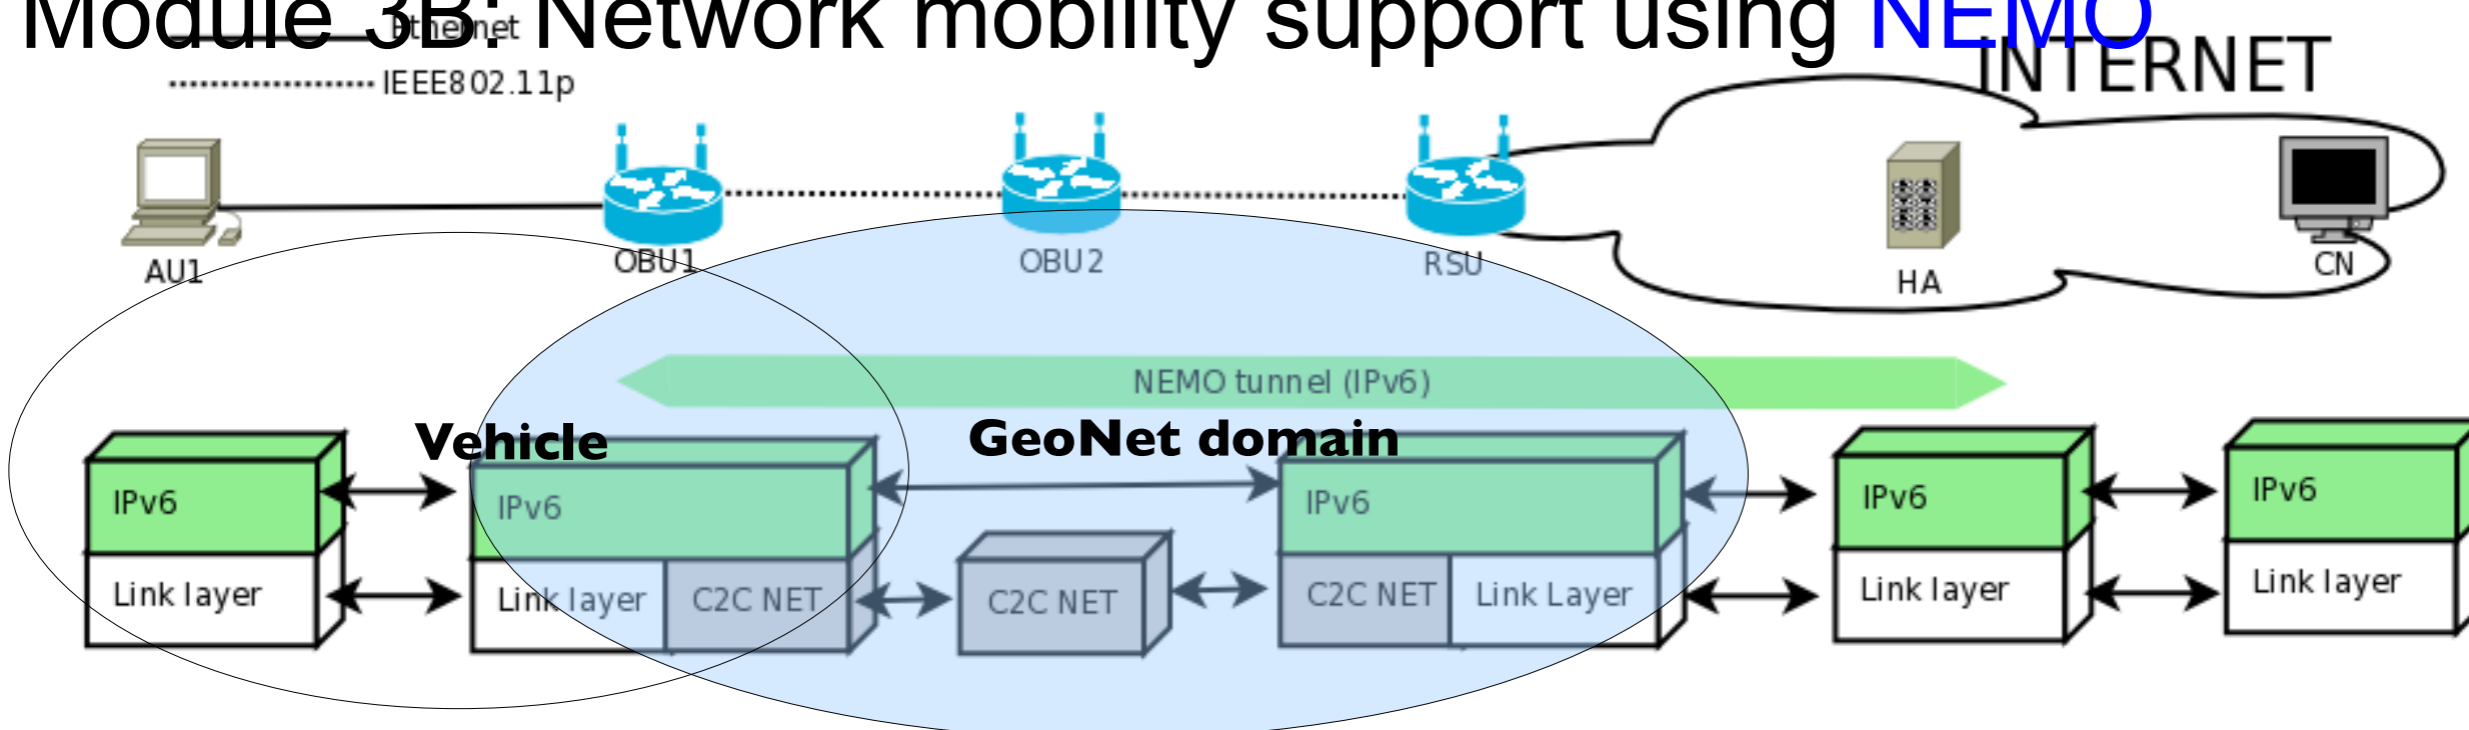 Module 3B: Network mobility support using NEMO
Ethernet
INTERNET
IEEE802.11p
AU1
OBU1
OBU2
RSU
HA
CN
NEMO tunnel (IPv6)
Vehicle
GeoNet domain
IPv6
IPv6
IPv6
IPv6
IPv6
Link layer
Link layer
C2C NET
C2C NET
C2C NET
Link Layer
Link layer
Link layer